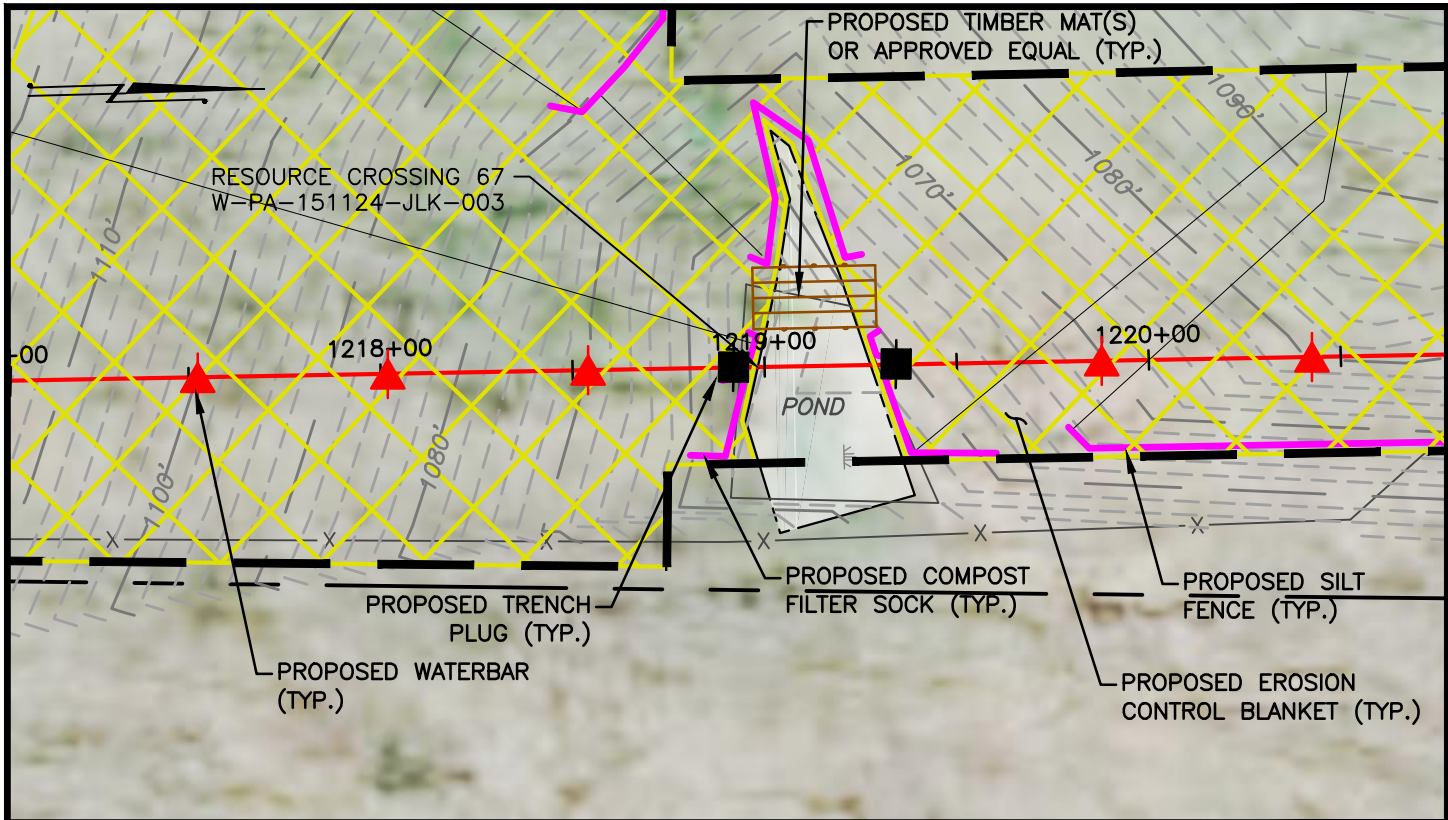 PROPOSED TIMBER MAT(S)
OR APPROVED EQUAL (TYP.)
1090'
1080'
1070'
RESOURCE CROSSING 67
W-PA-151124-JLK-003
1110'
+00
1218+00
1219+00
1220+00
POND
1080'
1100'
X X X X X X
PROPOSED TRENCH
PLUG (TYP.)
PROPOSED COMPOST
FILTER SOCK (TYP.)
PROPOSED SILT
FENCE (TYP.)
PROPOSED WATERBAR
(TYP.)
PROPOSED EROSION
CONTROL BLANKET (TYP.)